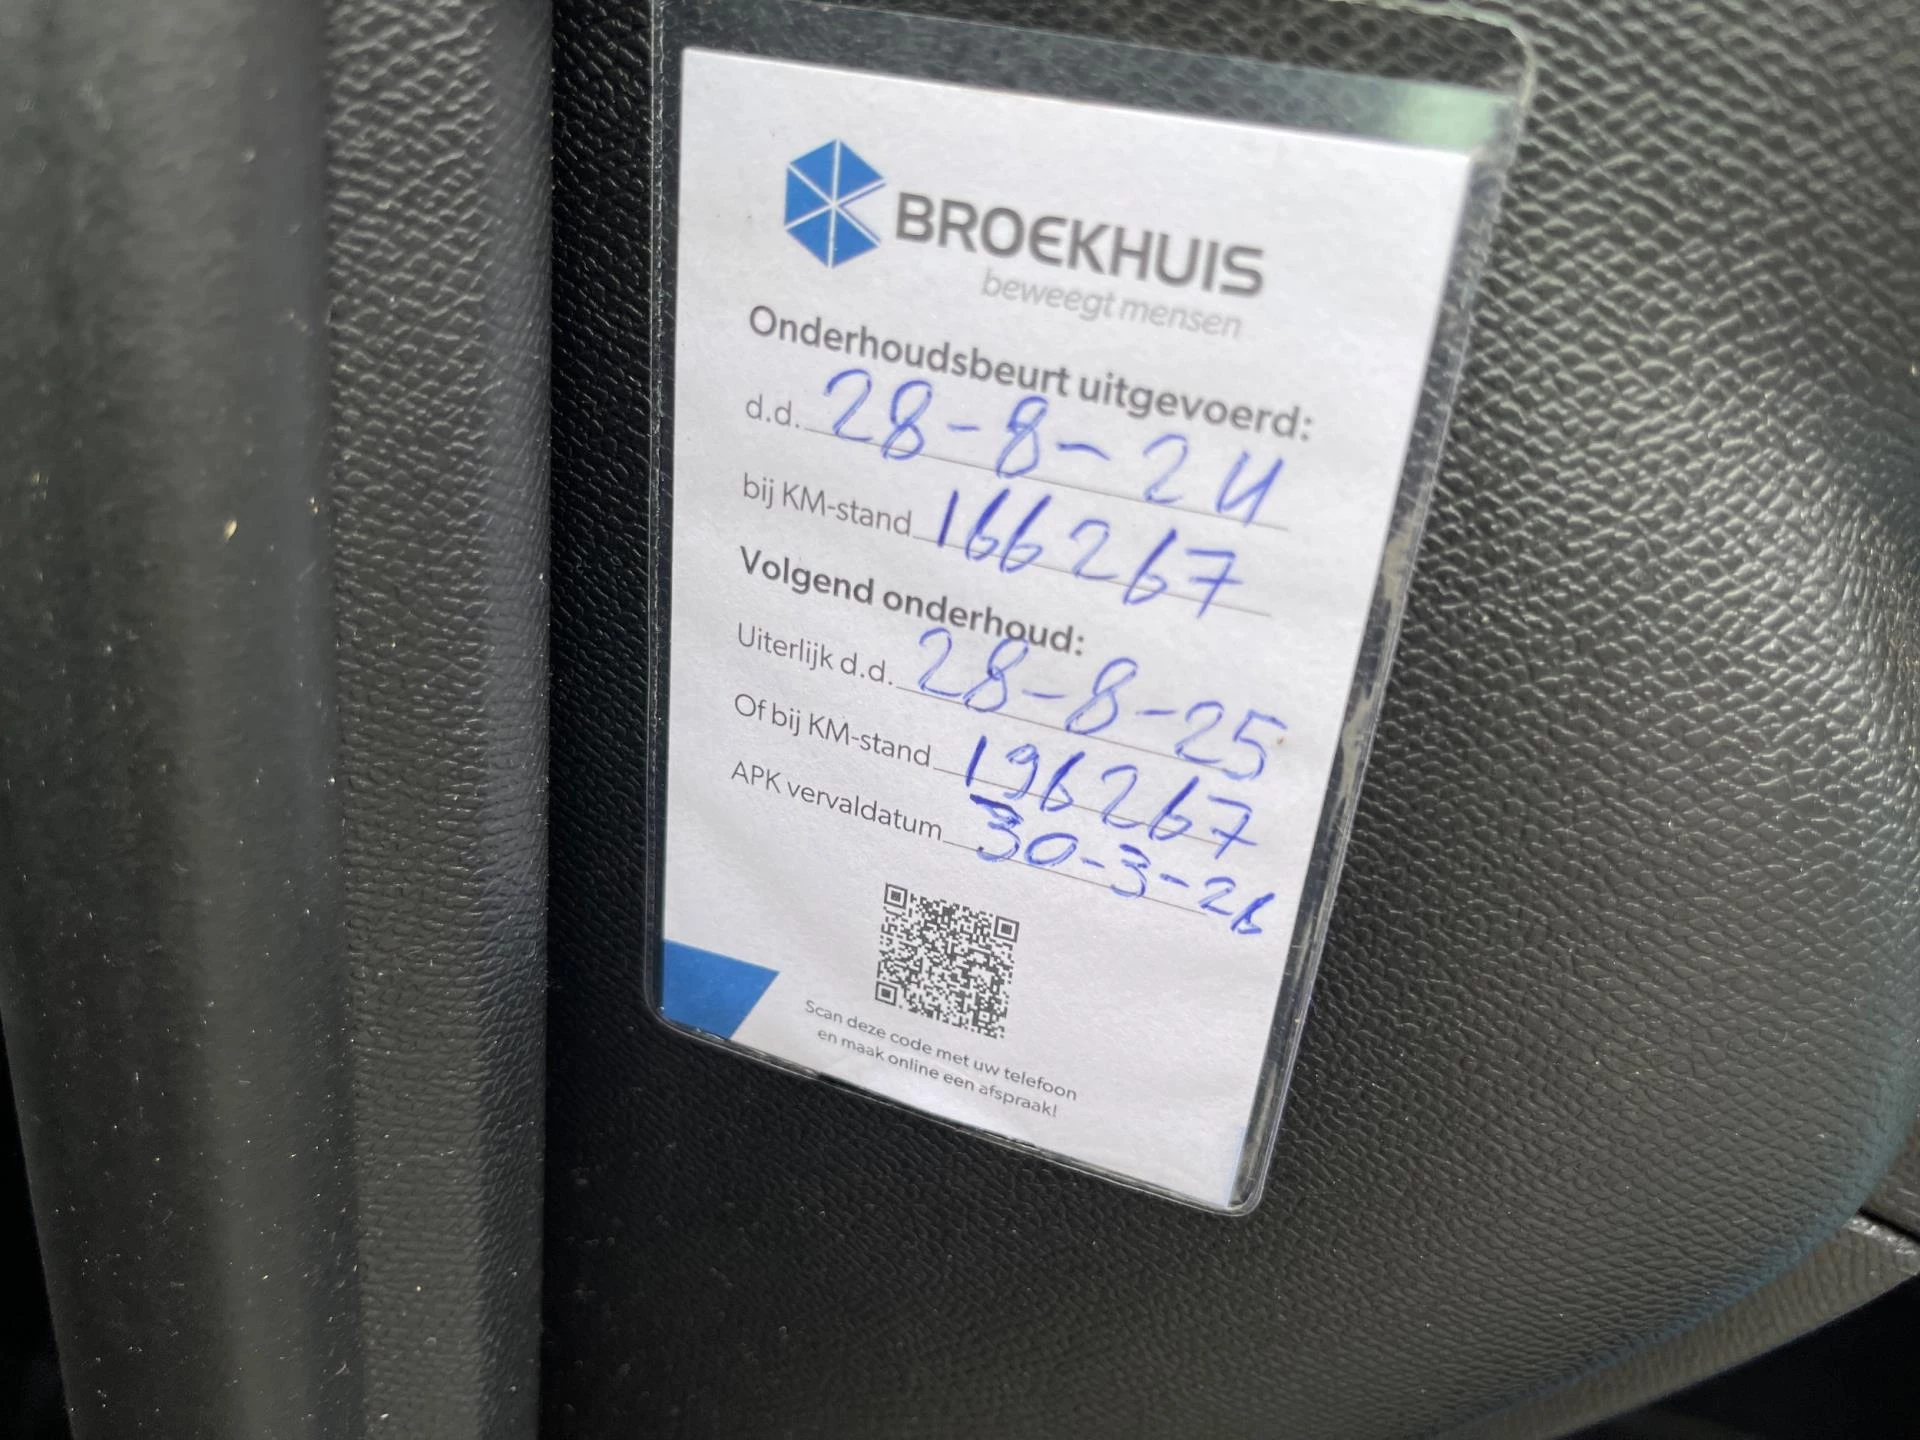 BROEKHUIS
beweegt mensen
Onderhoudsbeurt uitgevoerd:
d.d. 28-8-24
bij KM-stand 166267
Volgend onderhoud:
Uiterlijk d.d. 28-8-25
Of bij KM-stand 196267
APK vervaldatum 30-3-26
Scan deze code met uw telefoon
en maak online een afspraak!